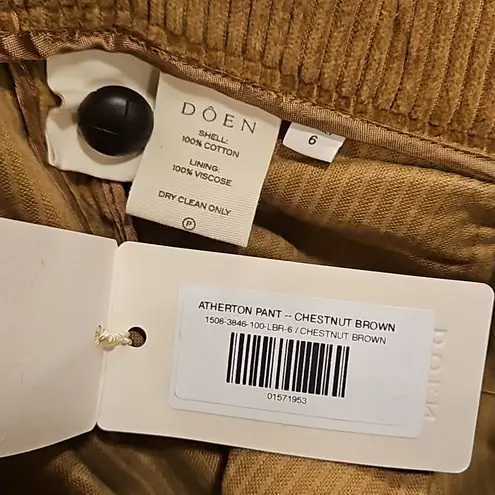 DÔEN
SHELL:
100% COTTON
LINING:
100% VISCOSE
DRY CLEAN ONLY
P
6
ATHERTON PANT -- CHESTNUT BROWN
1508-3846-100-LBR-6 / CHESTNUT BROWN
01571953
DÔEN